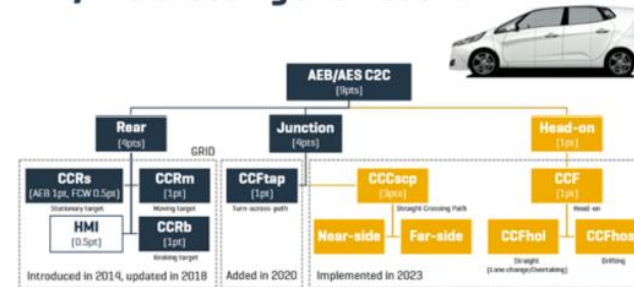 AEB/AES C2C
[9pts]
Rear
[4pts]
Junction
[4pts]
Head-on
[1pt]
GRID
CCRs
[AEB 1pt, FCW 0.5pt]
Stationary target
CCRm
[1pt]
Moving target
HMI
[0.5pt]
CCRb
[1pt]
Braking target
Introduced in 2014, updated in 2018
CCFtap
[1pt]
Turn-across path
Added in 2020
CCCscp
[3pts]
Straight Crossing Path
Near-side
Far-side
CCF
[1pt]
Head-on
CCFhol
Straight
[Lane change/Overtaking]
CCFhos
Drifting
Implemented in 2023